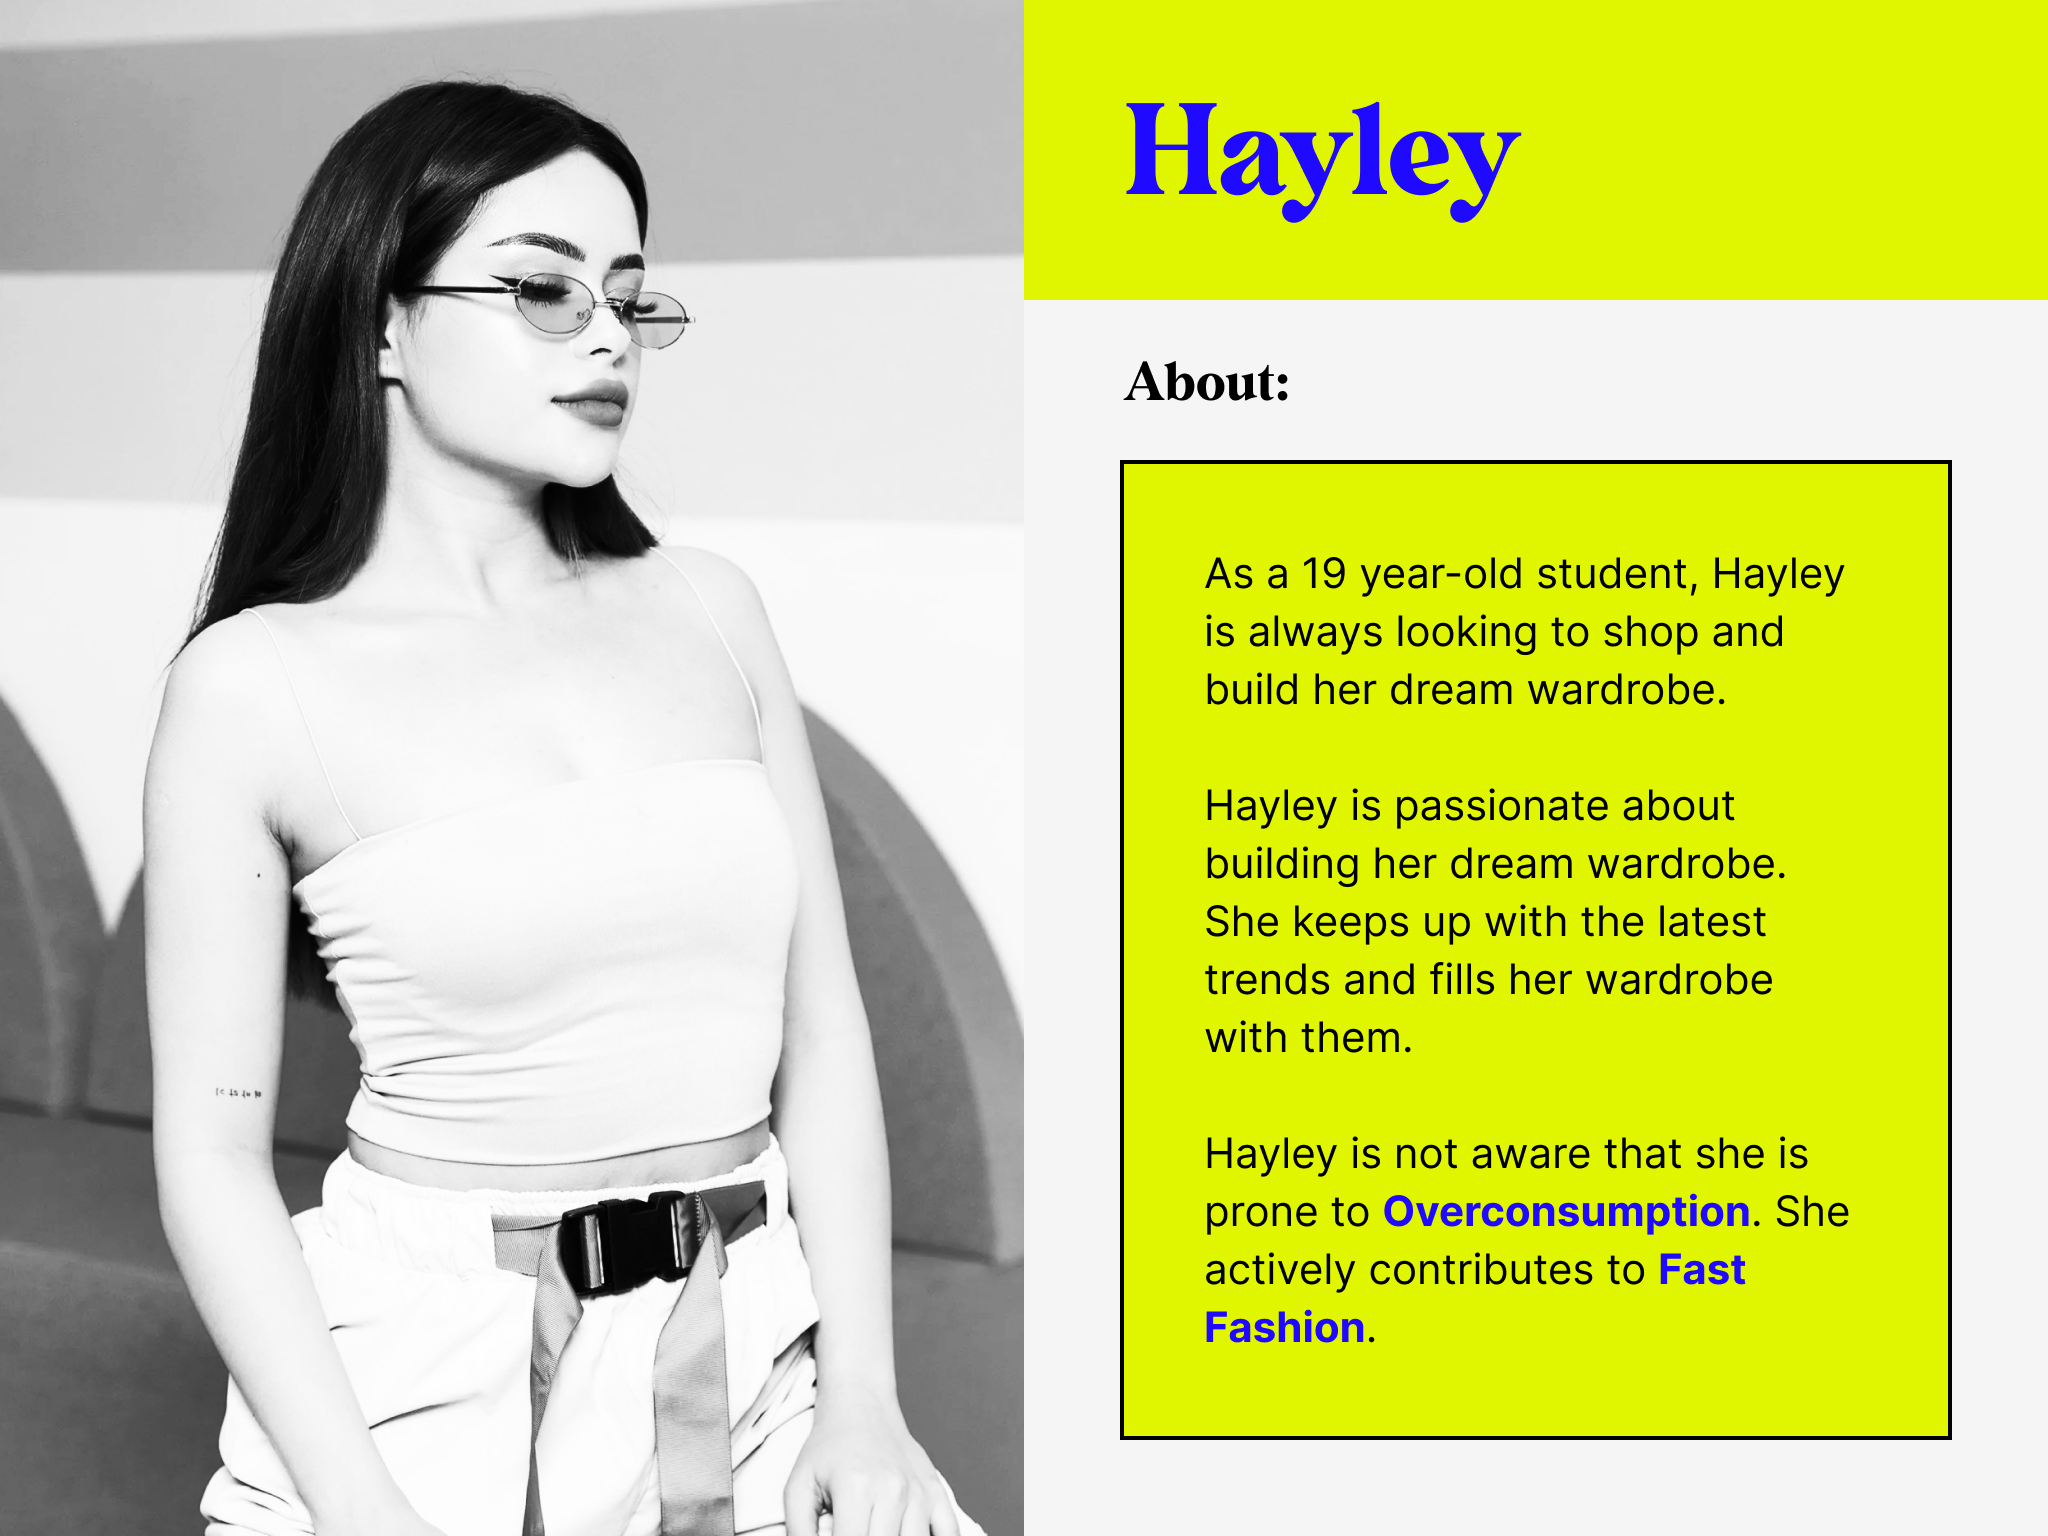 Hayley
About:
As a 19 year-old student, Hayley
is always looking to shop and
build her dream wardrobe.
Hayley is passionate about
building her dream wardrobe.
She keeps up with the latest
trends and fills her wardrobe
with them.
Hayley is not aware that she is
prone to Overconsumption. She
actively contributes to Fast
Fashion.